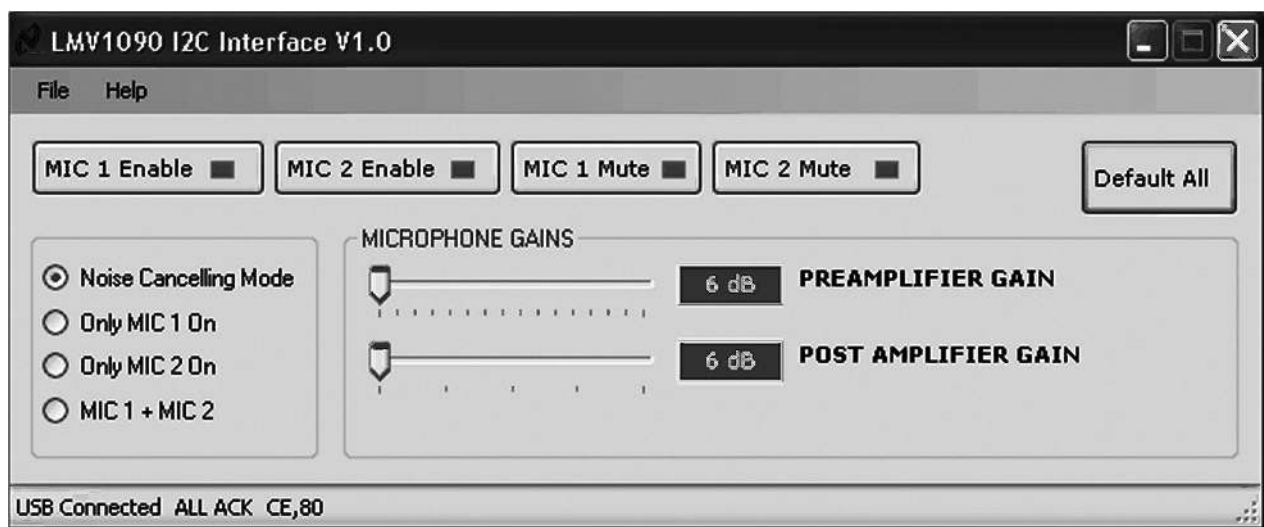 LMV1090 I2C Interface V1.0
File Help
MIC 1 Enable MIC 2 Enable MIC 1 Mute MIC 2 Mute Default All
Noise Cancelling Mode
Only MIC 1 On
Only MIC 2 On
MIC 1 + MIC 2
MICROPHONE GAINS
6 dB PREAMPLIFIER GAIN
6 dB POST AMPLIFIER GAIN
USB Connected ALL ACK CE,80